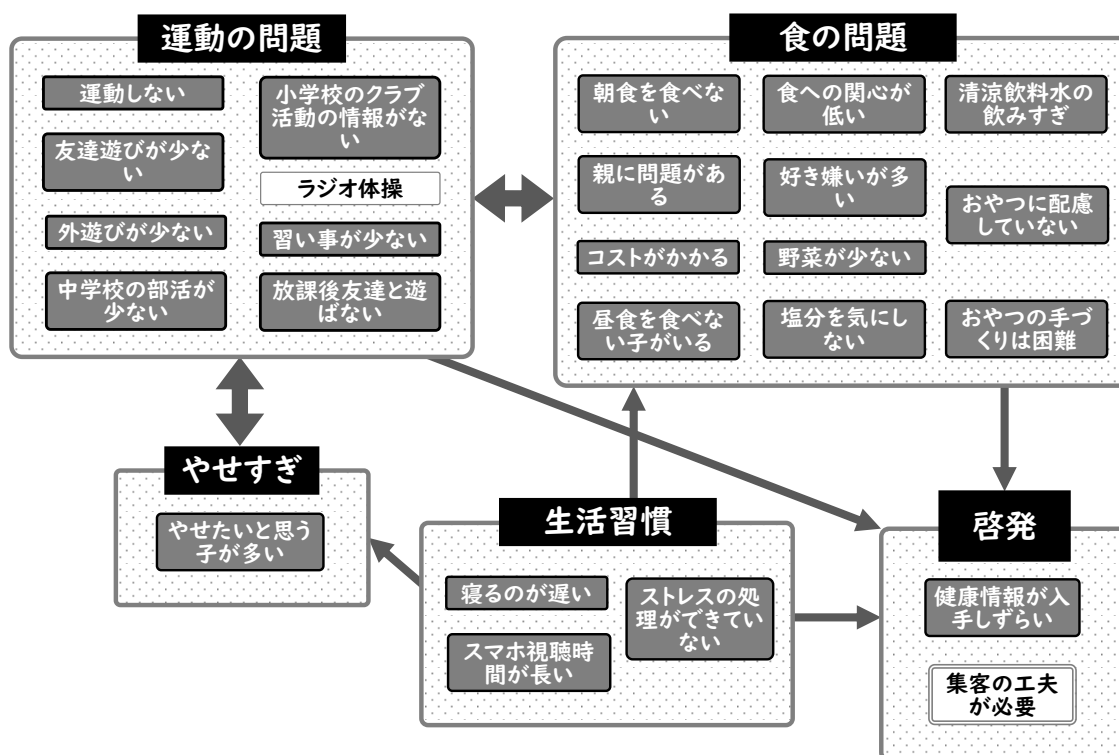 運動の問題
運動しない
友達遊びが少な
い
外遊びが少ない
中学校の部活が
少ない
小学校のクラブ
活動の情報がな
い
ラジオ体操
習い事が少ない
放課後友達と遊
ばない
食の問題
朝食を食べな
い
親に問題があ
る
コストがかかる
昼食を食べな
い子がいる
食への関心が
低い
好き嫌いが多
い
野菜が少ない
塩分を気にし
ない
清涼飲料水の
飲みすぎ
おやつに配慮
していない
おやつの手づ
くりは困難
やせすぎ
やせたいと思う
子が多い
生活習慣
寝るのが遅い
スマホ視聴時
間が長い
ストレスの処
理ができてい
ない
啓発
健康情報が入
手しずらい
集客の工夫
が必要